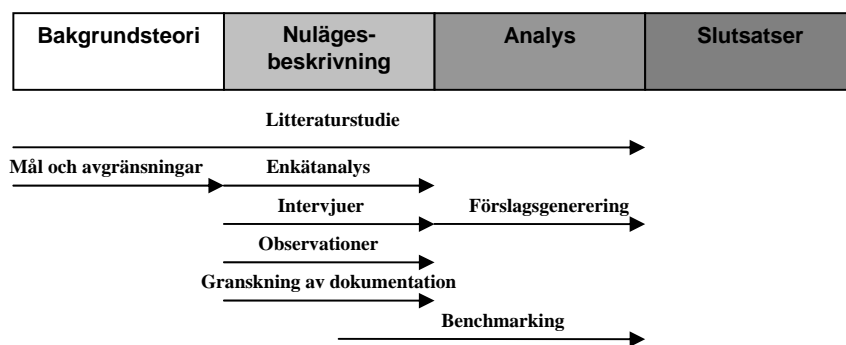 Bakgrundsteori
Nuläges-
beskrivning
Analys
Slutsatser
Litteraturstudie
Mål och avgränsningar
Enkätanalys
Intervjuer
Förslagsgenerering
Observationer
Granskning av dokumentation
Benchmarking